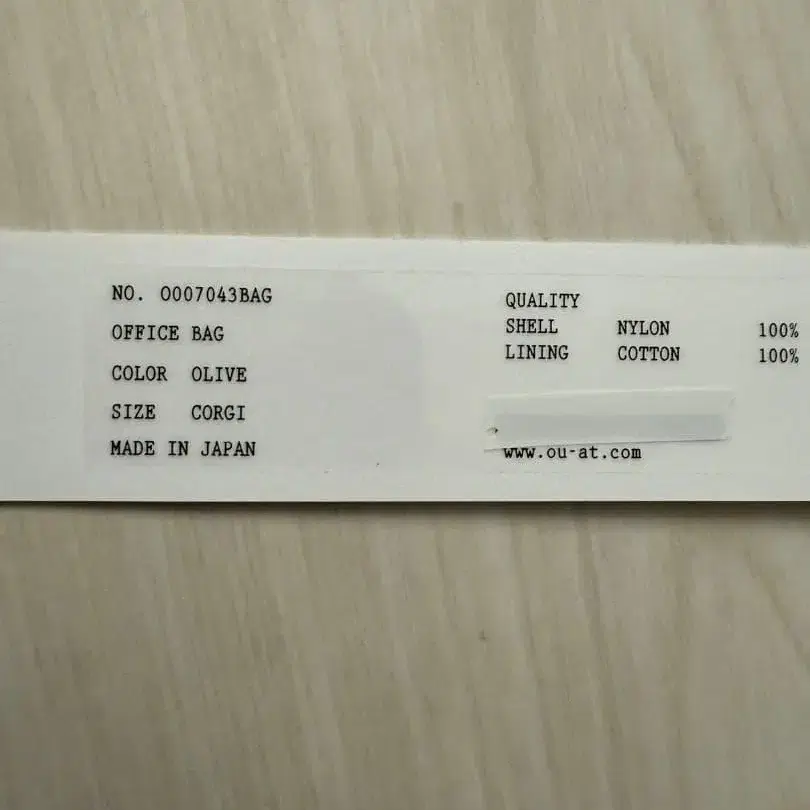 NO. 0007043BAG
OFFICE BAG
COLOR OLIVE
SIZE CORGI
MADE IN JAPAN
QUALITY
SHELL NYLON 100%
LINING COTTON 100%
www.ou-at.com